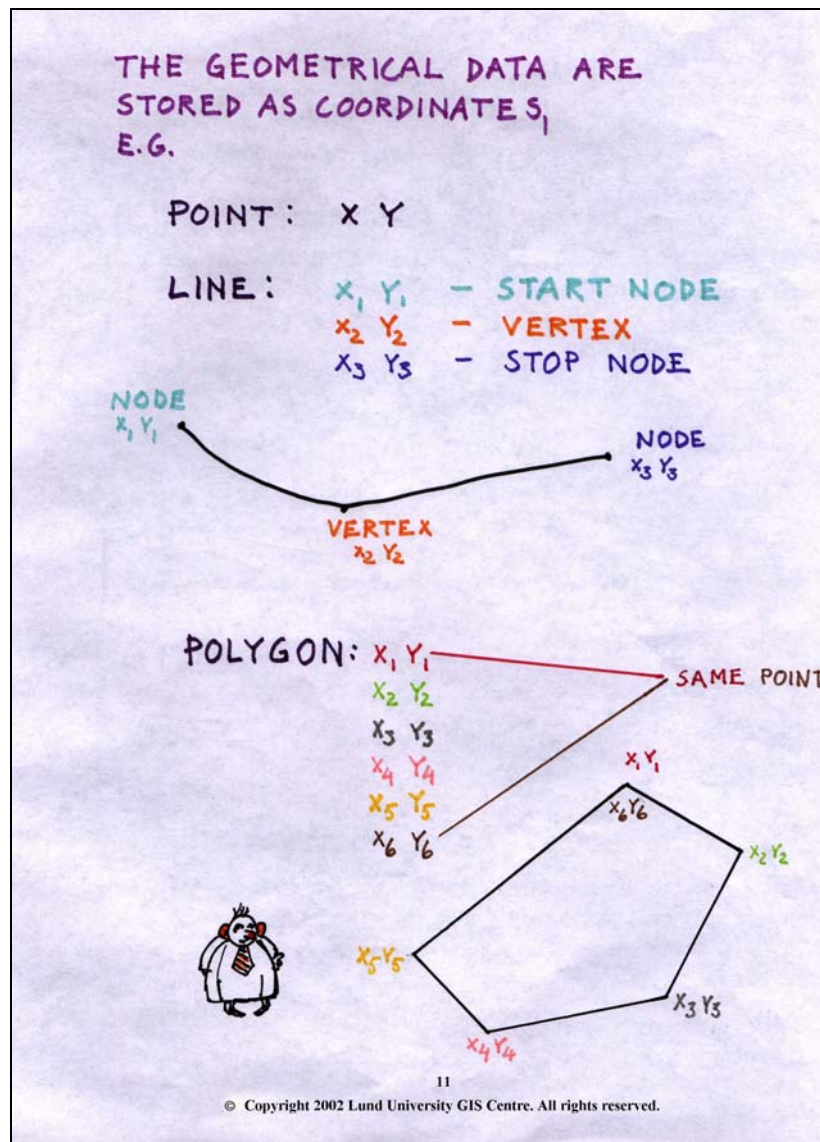 THE GEOMETRICAL DATA ARE
STORED AS COORDINATES,
E.G.
POINT: X Y
LINE: X₁ Y₁ – START NODE
X₂ Y₂ – VERTEX
X₃ Y₃ – STOP NODE
NODE
X₁ Y₁
NODE
X₃ Y₃
VERTEX
X₂ Y₂
POLYGON: X₁ Y₁
SAME POINT
X₂ Y₂
X₃ Y₃
X₄ Y₄
X₅ Y₅
X₆ Y₆
X₁ Y₁
X₆ Y₆
X₂ Y₂
X₅ Y₅
X₃ Y₃
X₄ Y₄
11
© Copyright 2002 Lund University GIS Centre. All rights reserved.